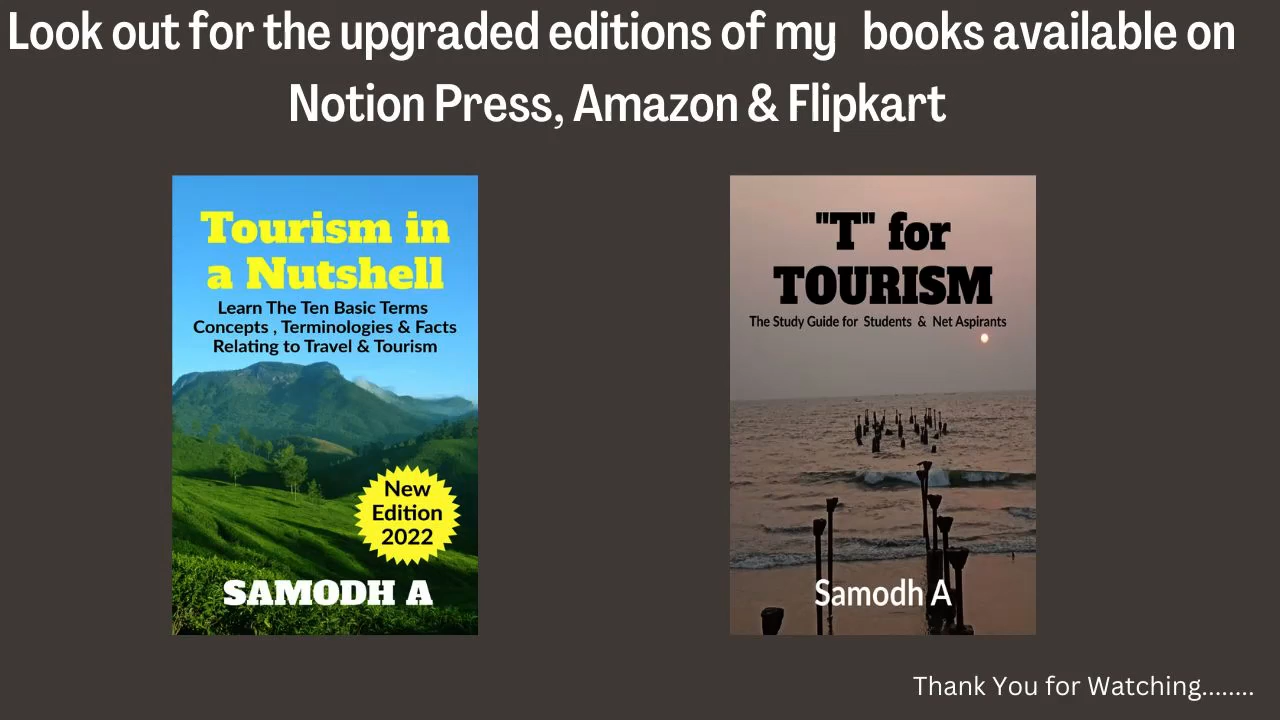 Look out for the upgraded editions of my books available on
Notion Press, Amazon & Flipkart
Tourism in
a Nutshell
Learn The Ten Basic Terms
Concepts , Terminologies & Facts
Relating to Travel & Tourism
New
Edition
2022
SAMODH A
"T" for
TOURISM
The Study Guide for Students & Net Aspirants
Samodh A
Thank You for Watching........